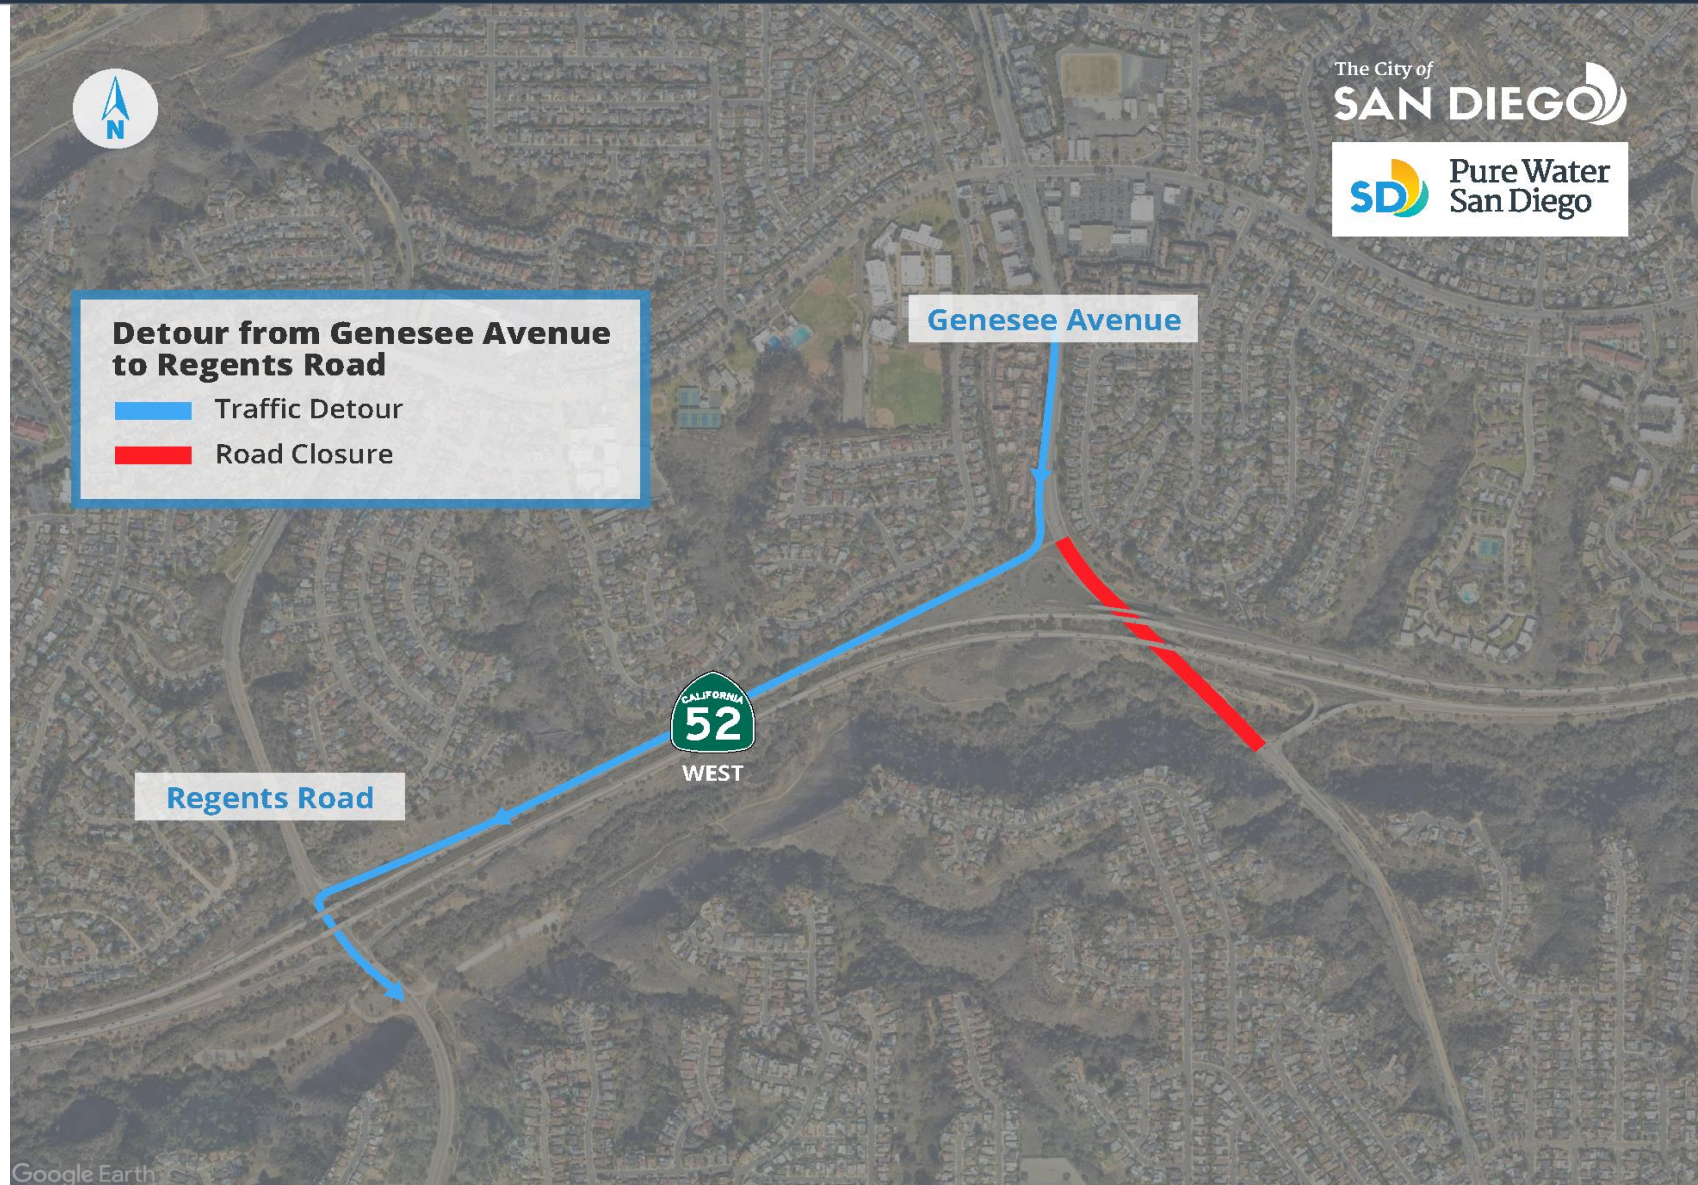 N
The City of
SAN DIEGO
SD
Pure Water
San Diego
Detour from Genesee Avenue
to Regents Road
Traffic Detour
Road Closure
Genesee Avenue
CALIFORNIA
52
WEST
Regents Road
Google Earth